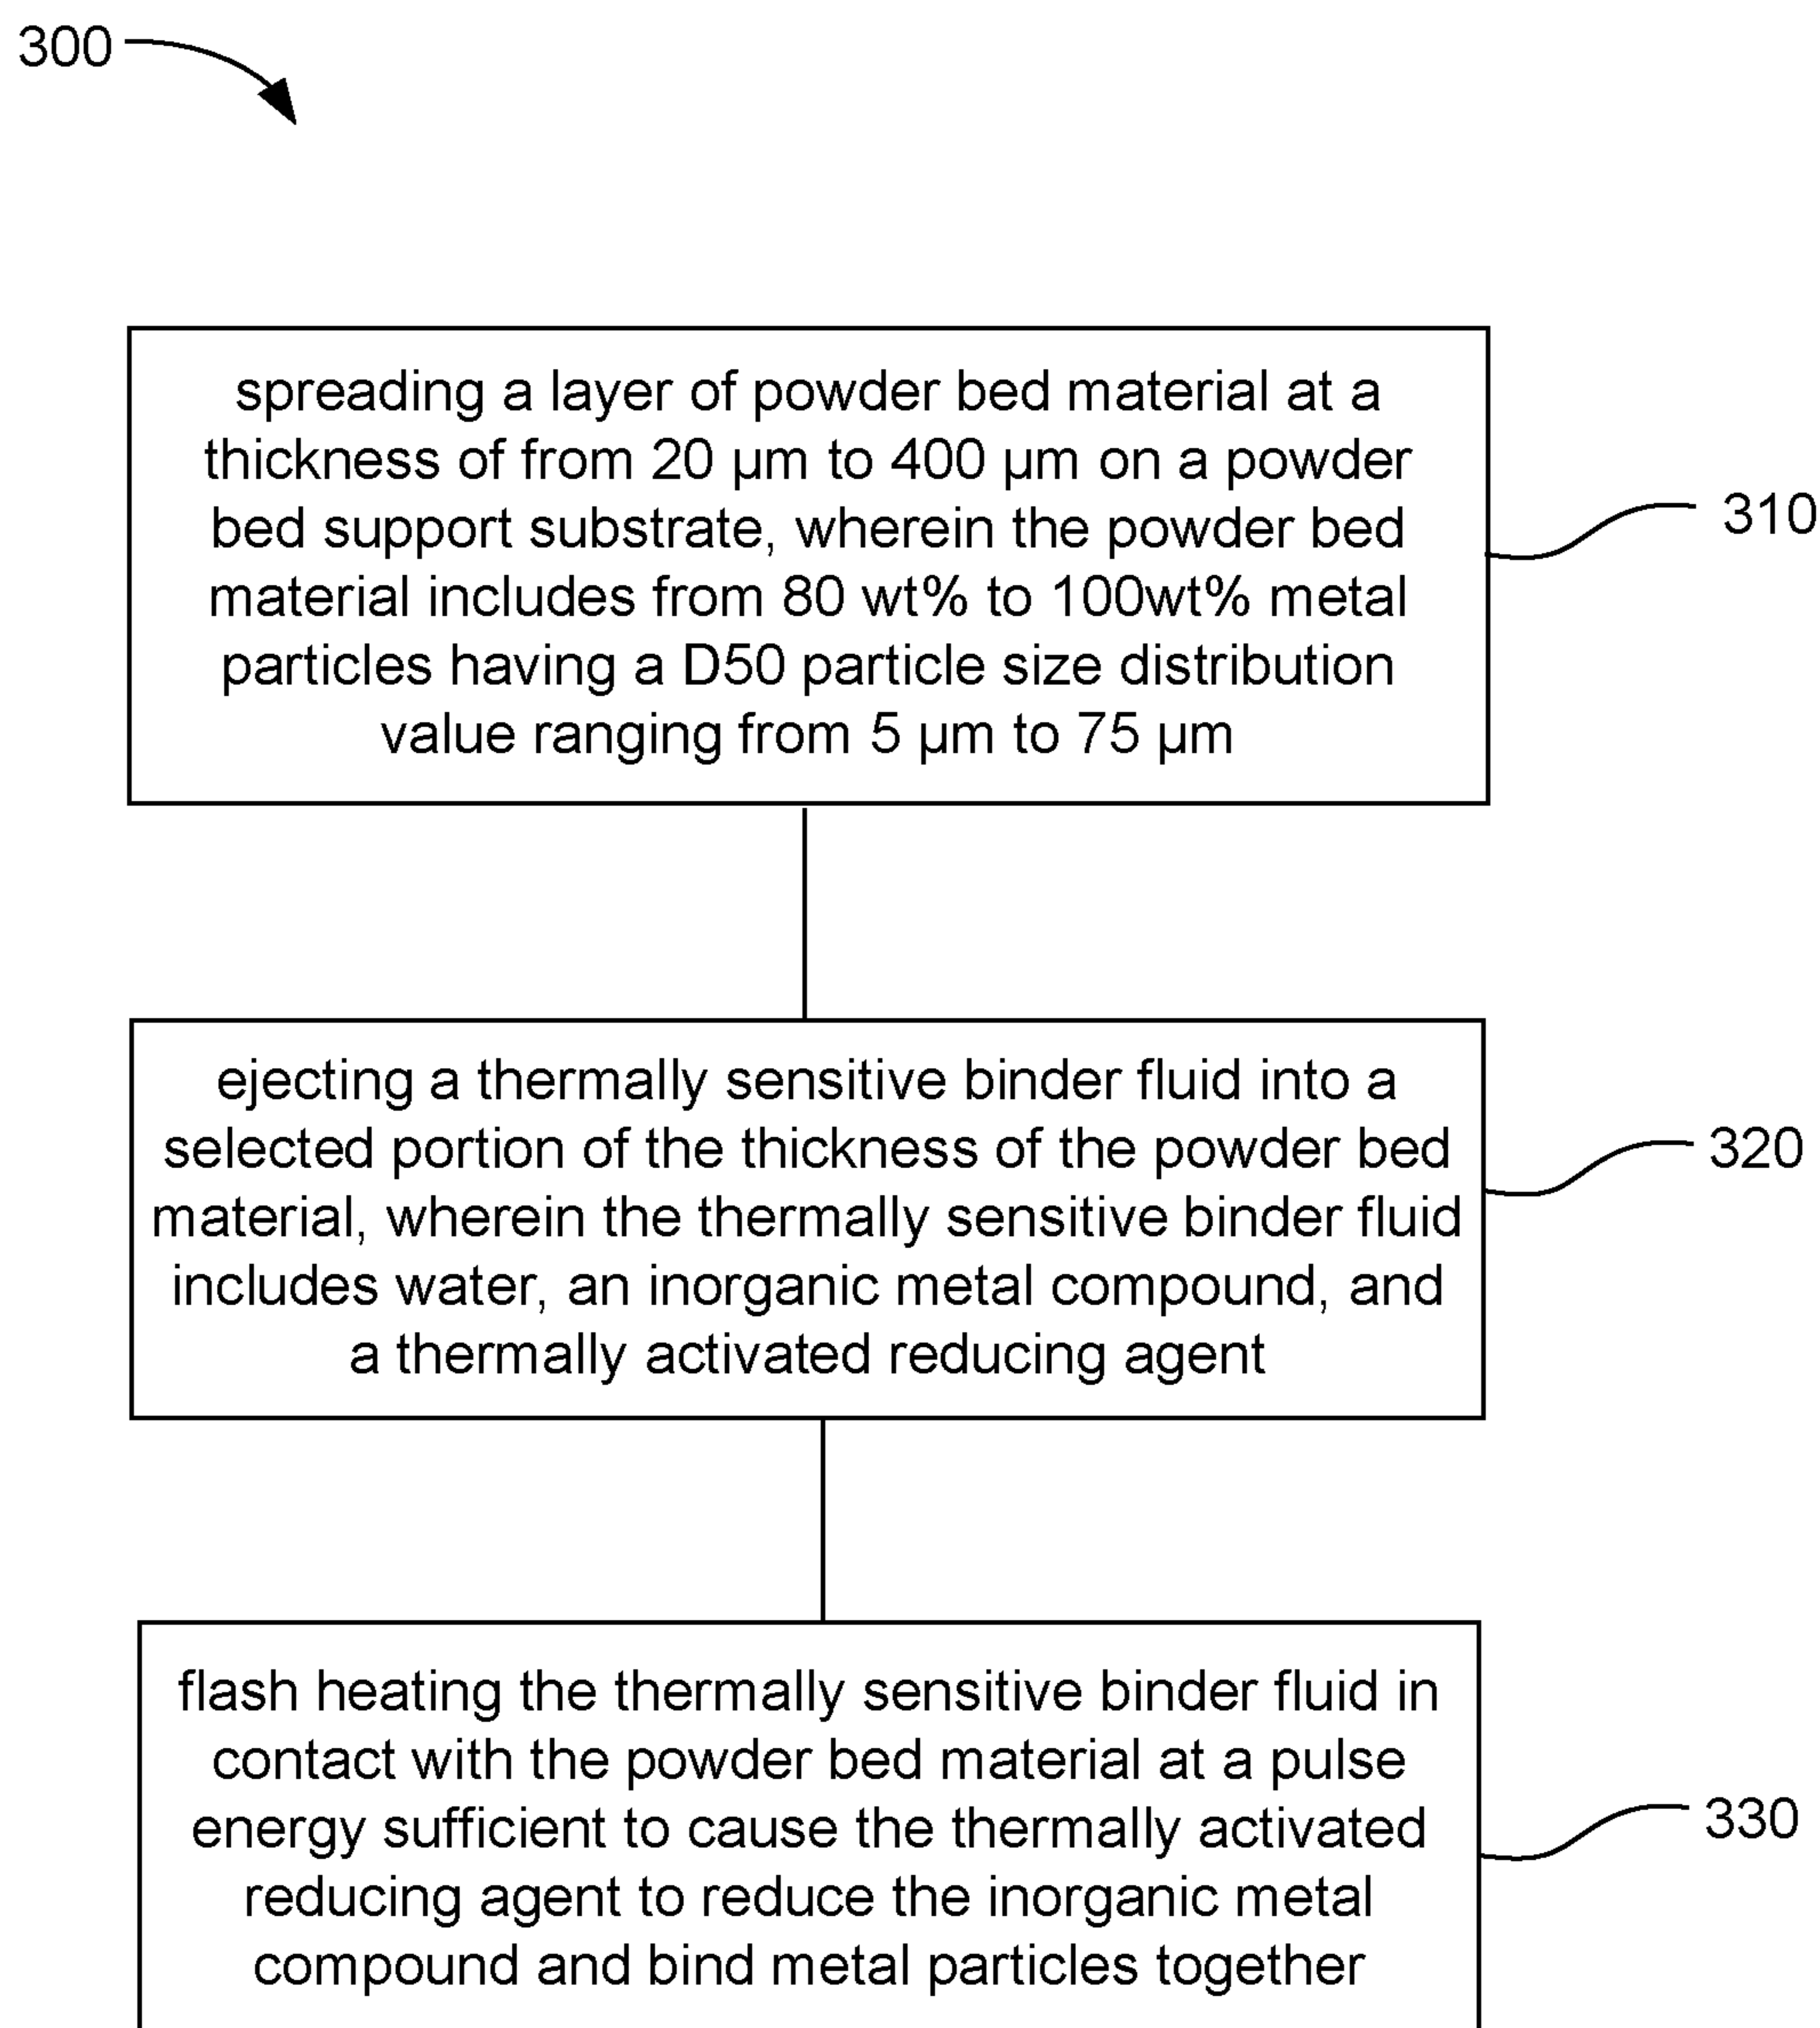 300
spreading a layer of powder bed material at a
thickness of from 20 µm to 400 µm on a powder
bed support substrate, wherein the powder bed
material includes from 80 wt% to 100wt% metal
particles having a D50 particle size distribution
value ranging from 5 µm to 75 µm
310
ejecting a thermally sensitive binder fluid into a
selected portion of the thickness of the powder bed
material, wherein the thermally sensitive binder fluid
includes water, an inorganic metal compound, and
a thermally activated reducing agent
320
flash heating the thermally sensitive binder fluid in
contact with the powder bed material at a pulse
energy sufficient to cause the thermally activated
reducing agent to reduce the inorganic metal
compound and bind metal particles together
330